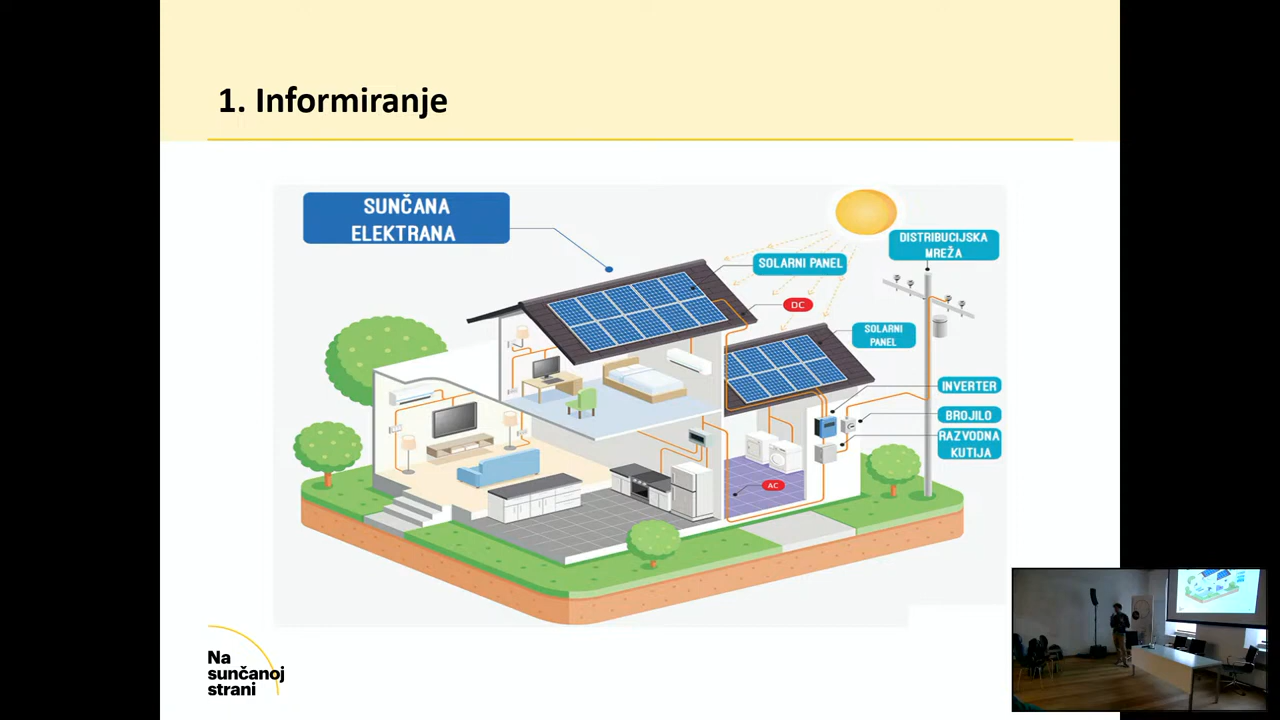 1. Informiranje
SUNČANA
ELEKTRANA
DISTRIBUCIJSKA
MREŽA
SOLARNI PANEL
DC
SOLARNI
PANEL
INVERTER
BROJILO
RAZVODNA
KUTIJA
AC
Na
sunčanoj
strani